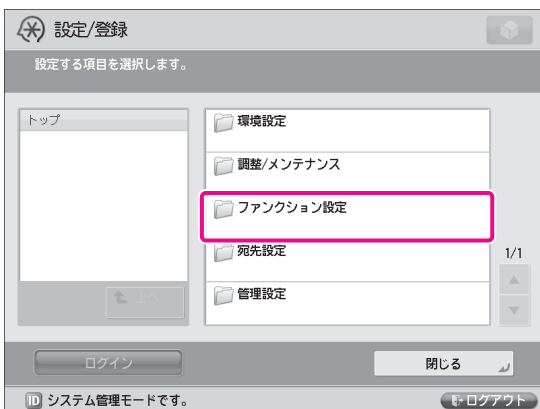 設定/登録
設定する項目を選択します。
トップ
環境設定
調整/メンテナンス
ファンクション設定
宛先設定
1/1
管理設定
上へ
ログイン
閉じる
ID システム管理モードです。
ログアウト